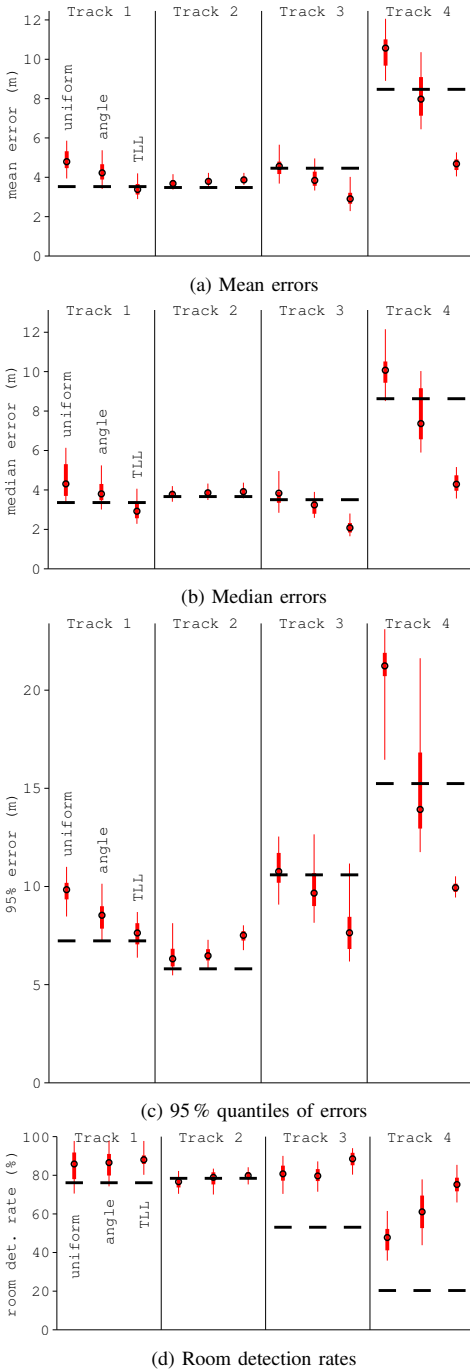 Track 1 Track 2 Track 3 Track 4
mean error (m)
12
10
8
6
4
2
0
uniform
angle
TLL
(a) Mean errors
Track 1 Track 2 Track 3 Track 4
median error (m)
12
10
8
6
4
2
0
uniform
angle
TLL
(b) Median errors
Track 1 Track 2 Track 3 Track 4
95% error (m)
20
15
10
5
0
uniform
angle
TLL
(c) 95 % quantiles of errors
Track 1 Track 2 Track 3 Track 4
room det. rate (%)
100
80
60
40
20
0
uniform
angle
TLL
(d) Room detection rates